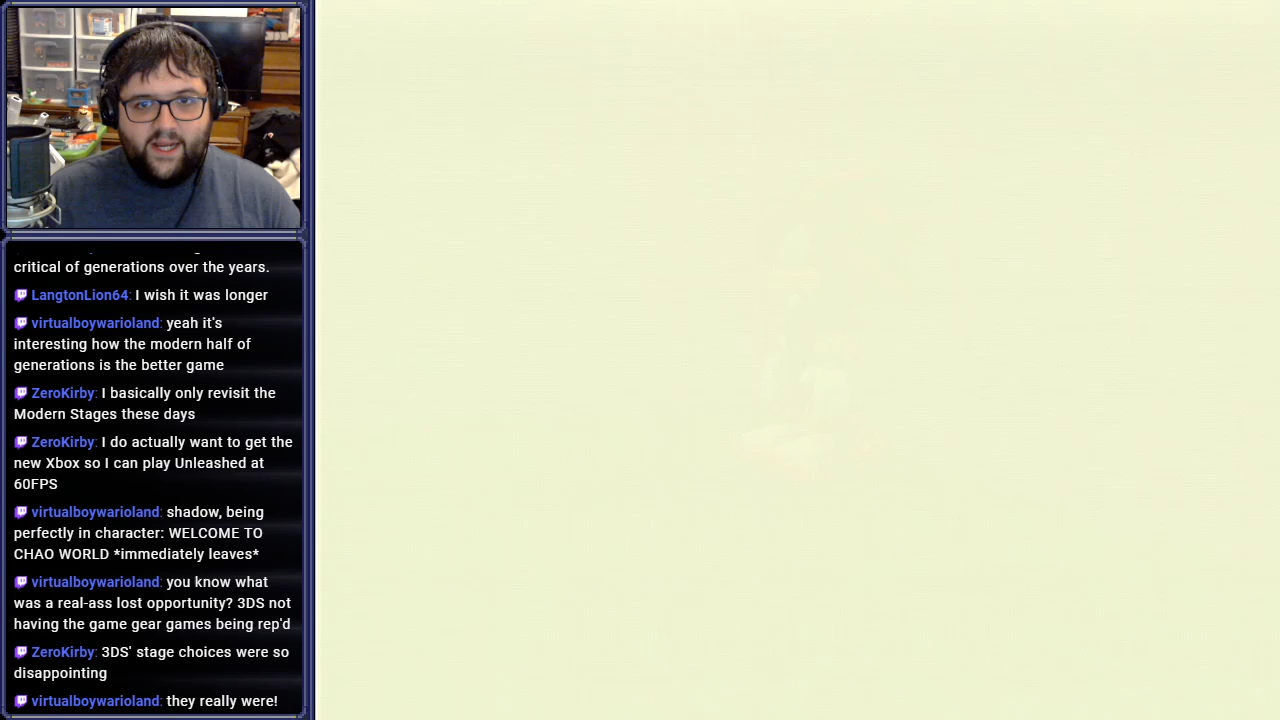 critical of generations over the years.
LangtonLion64: I wish it was longer
virtualboywarioland: yeah it's
interesting how the modern half of
generations is the better game
ZeroKirby: I basically only revisit the
Modern Stages these days
ZeroKirby: I do actually want to get the
new Xbox so I can play Unleashed at
60FPS
virtualboywarioland: shadow, being
perfectly in character: WELCOME TO
CHAO WORLD *immediately leaves*
virtualboywarioland: you know what
was a real-ass lost opportunity? 3DS not
having the game gear games being rep'd
ZeroKirby: 3DS' stage choices were so
disappointing
virtualboywarioland: they really were!